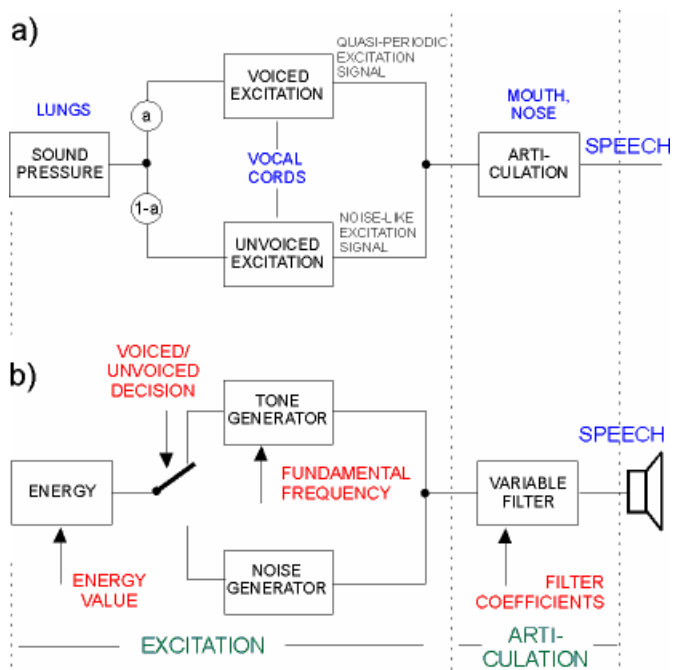 a)
QUASI-PERIODIC
EXCITATION
SIGNAL
VOICED
EXCITATION
LUNGS
a
MOUTH,
NOSE
SOUND
PRESSURE
VOCAL
CORDS
ARTI-
CULATION
SPEECH
1-a
NOISE-LIKE
EXCITATION
SIGNAL
UNVOICED
EXCITATION
b)
VOICED/
UNVOICED
DECISION
TONE
GENERATOR
SPEECH
ENERGY
FUNDAMENTAL
FREQUENCY
VARIABLE
FILTER
ENERGY
VALUE
NOISE
GENERATOR
FILTER
COEFFICIENTS
EXCITATION
ARTI-
CULATION